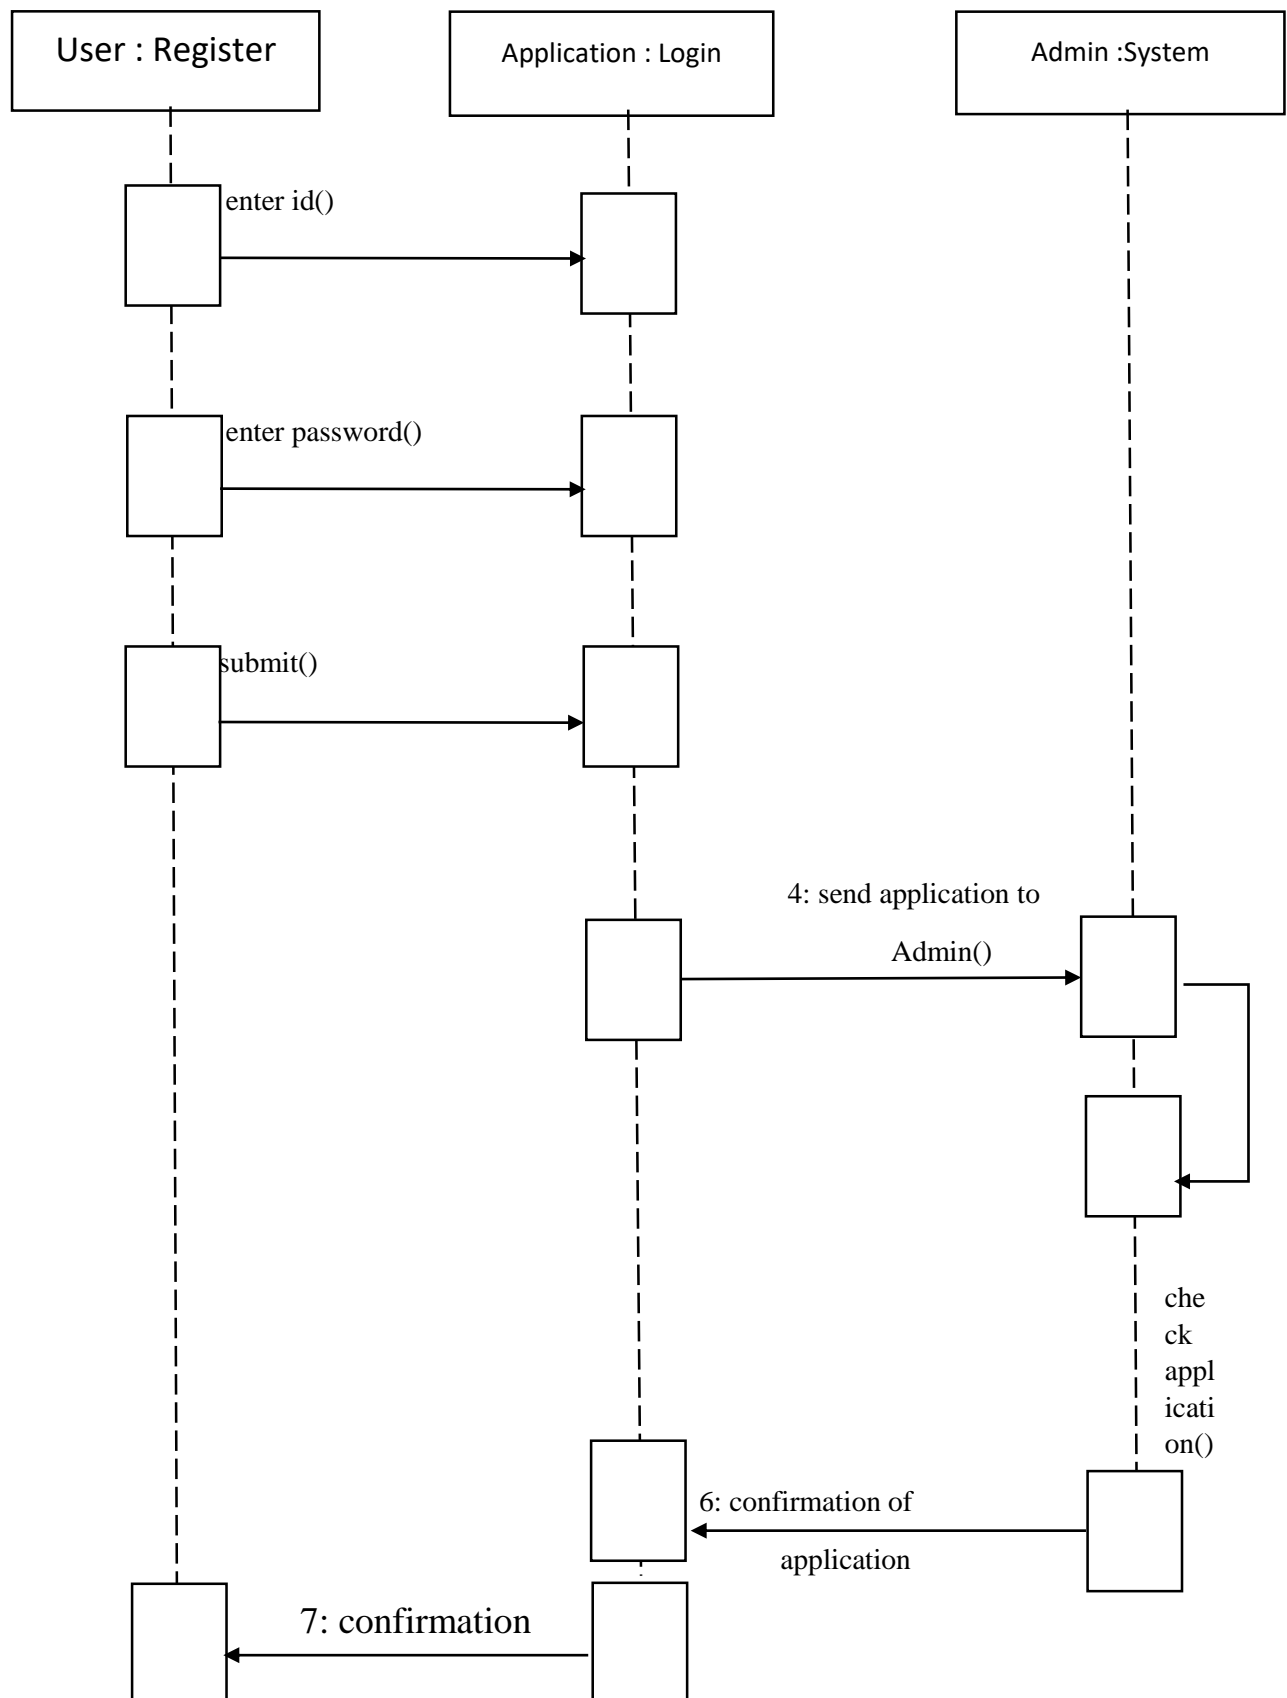 User : Register
Application : Login
Admin :System
enter id()
enter password()
submit()
4: send application to
Admin()
che
ck
appl
icati
on()
6: confirmation of
application
7: confirmation